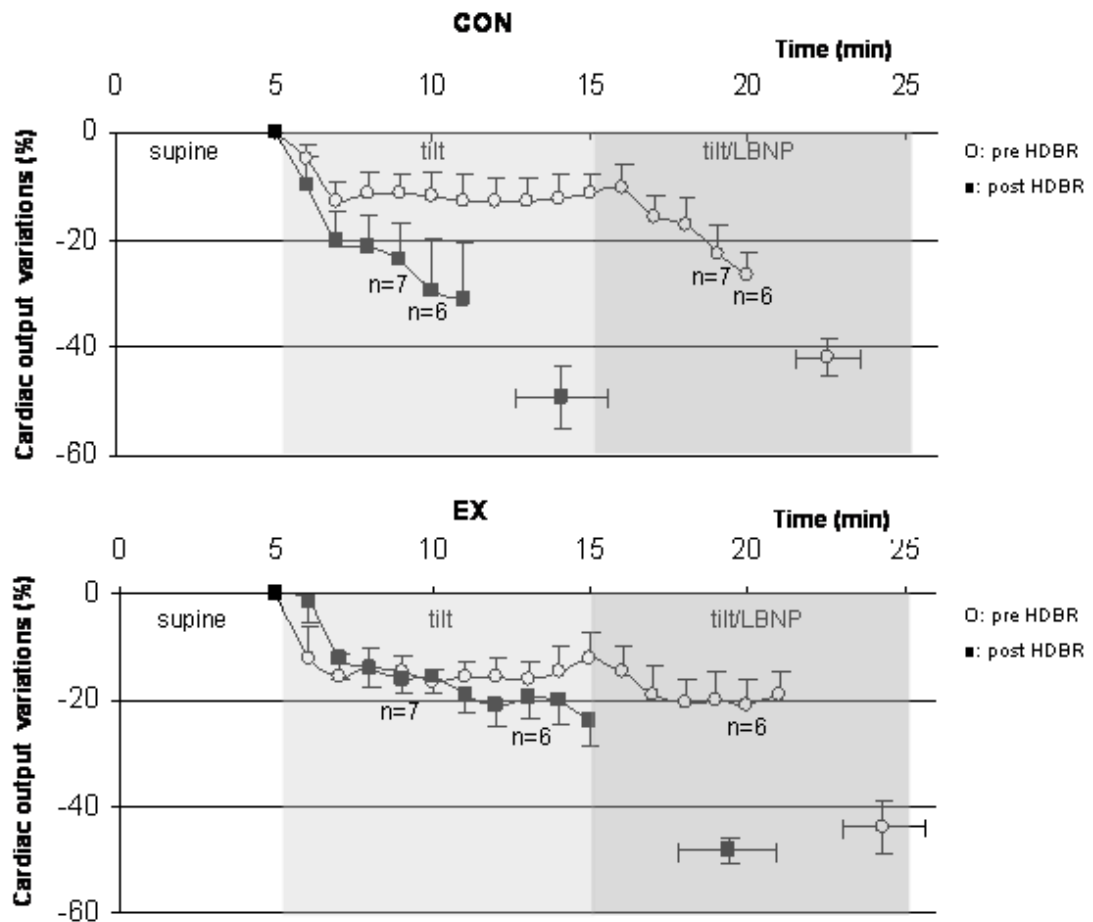 CON
Time (min)
0 5 10 15 20 25
Cardiac output variations (%)
0
-20
-40
-60
supine tilt tilt/LBNP
n=7
n=6
n=7
n=6
O: pre HDBR
■: post HDBR
EX
Time (min)
0 5 10 15 20 25
Cardiac output variations (%)
0
-20
-40
-60
supine tilt tilt/LBNP
n=7
n=6
n=6
O: pre HDBR
■: post HDBR